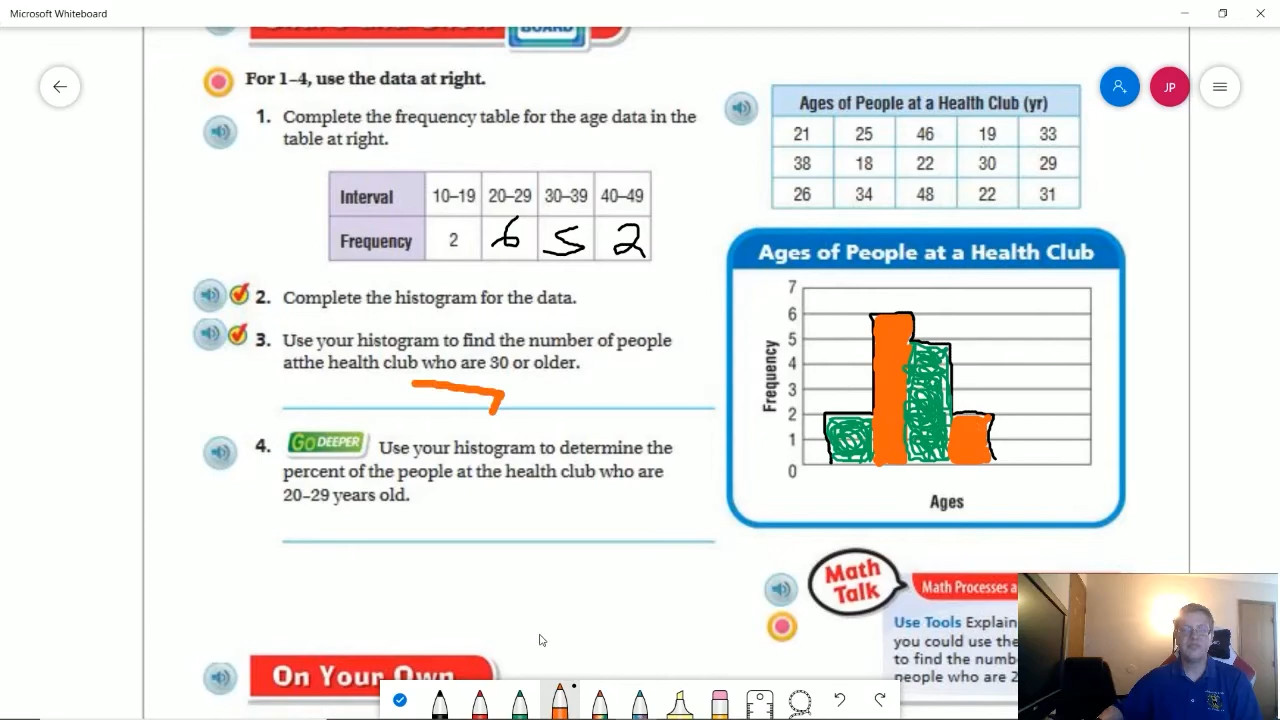 Microsoft Whiteboard
BOARD
For 1–4, use the data at right.
1. Complete the frequency table for the age data in the
table at right.
Interval 10–19 20–29 30–39 40–49
Frequency 2 6 5 2
2. Complete the histogram for the data.
3. Use your histogram to find the number of people
atthe health club who are 30 or older.
7
4. GO DEEPER Use your histogram to determine the
percent of the people at the health club who are
20–29 years old.
On Your Own
JP
Ages of People at a Health Club (yr)
21 25 46 19 33
38 18 22 30 29
26 34 48 22 31
Ages of People at a Health Club
Frequency
7
6
5
4
3
2
1
0
Ages
Math
Talk
Math Processes a
Use Tools Explain
you could use the
to find the numb
people who are 2